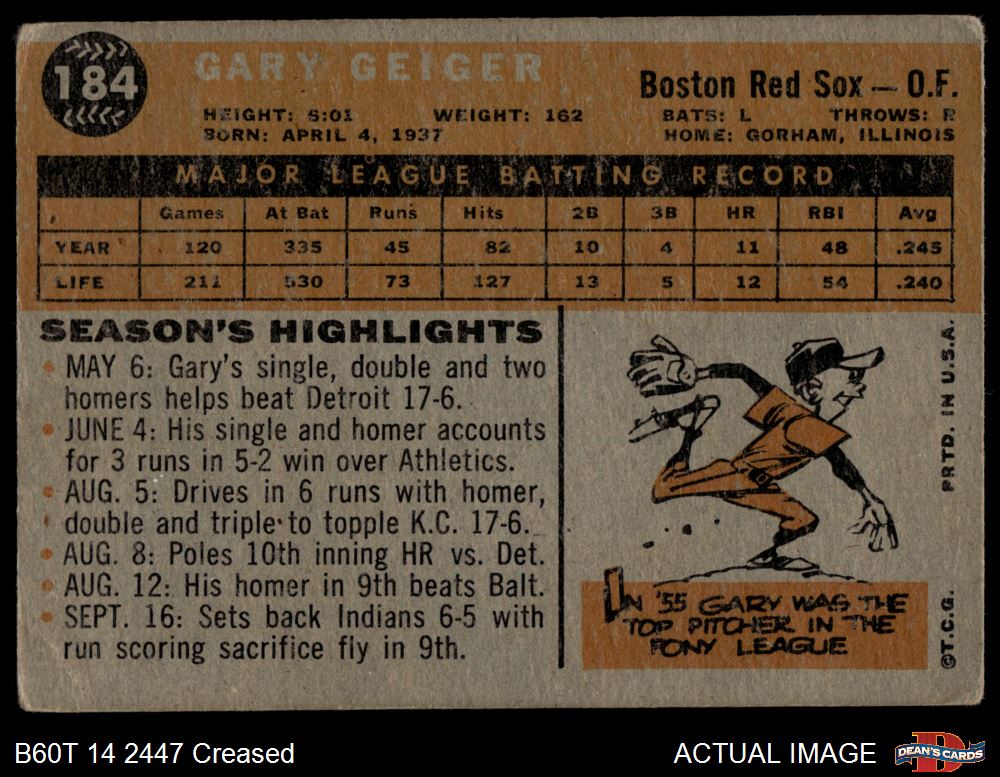 184
GARY GEIGER
Boston Red Sox — O.F.
HEIGHT: 6:01 WEIGHT: 162 BATS: L THROWS: R
BORN: APRIL 4, 1937 HOME: GORHAM, ILLINOIS
MAJOR LEAGUE BATTING RECORD
Games At Bat Runs Hits 2B 3B HR RBI Avg
YEAR 120 335 45 82 10 4 11 48 .245
LIFE 211 530 73 127 13 5 12 54 .240
SEASON'S HIGHLIGHTS
• MAY 6: Gary's single, double and two
homers helps beat Detroit 17-6.
• JUNE 4: His single and homer accounts
for 3 runs in 5-2 win over Athletics.
• AUG. 5: Drives in 6 runs with homer,
double and triple to topple K.C. 17-6.
• AUG. 8: Poles 10th inning HR vs. Det.
• AUG. 12: His homer in 9th beats Balt.
• SEPT. 16: Sets back Indians 6-5 with
run scoring sacrifice fly in 9th.
IN '55 GARY WAS THE
TOP PITCHER IN THE
PONY LEAGUE
©T.C.G. PRTD. IN U.S.A.
B60T 14 2447 Creased
ACTUAL IMAGE
DEAN'S CARDS